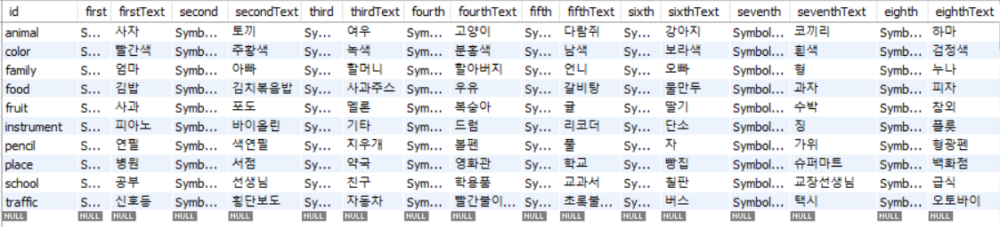 id first firstText second secondText third thirdText fourth fourthText fifth fifthText sixth sixthText seventh seventhText eighth eighthText
animal S... 사자 Symb... 토끼 Sy... 여우 Sym... 고양이 Sy... 다람쥐 Sy... 강아지 Symbol... 코끼리 Sym... 하마
color S... 빨간색 Symb... 주황색 Sy... 녹색 Sym... 분홍색 Sy... 남색 Sy... 보라색 Symbol... 흰색 Sym... 검정색
family S... 엄마 Symb... 아빠 Sy... 할머니 Sym... 할아버지 Sy... 언니 Sy... 오빠 Symbol... 형 Sym... 누나
food S... 김밥 Symb... 김치볶음밥 Sy... 사과주스 Sym... 우유 Sy... 갈비탕 Sy... 물만두 Symbol... 과자 Sym... 피자
fruit S... 사과 Symb... 포도 Sy... 멜론 Sym... 복숭아 Sy... 귤 Sy... 딸기 Symbol... 수박 Sym... 참외
instrument S... 피아노 Symb... 바이올린 Sy... 기타 Sym... 드럼 Sy... 리코더 Sy... 단소 Symbol... 징 Sym... 플룻
pencil S... 연필 Symb... 색연필 Sy... 지우개 Sym... 볼펜 Sy... 풀 Sy... 자 Symbol... 가위 Sym... 형광펜
place S... 병원 Symb... 서점 Sy... 약국 Sym... 영화관 Sy... 학교 Sy... 빵집 Symbol... 슈퍼마트 Sym... 백화점
school S... 공부 Symb... 선생님 Sy... 친구 Sym... 학용품 Sy... 교과서 Sy... 칠판 Symbol... 교장선생님 Sym... 급식
traffic S... 신호등 Symb... 횡단보도 Sy... 자동차 Sym... 빨간불이... Sy... 초록불... Sy... 버스 Symbol... 택시 Sym... 오토바이
NULL NULL NULL NULL NULL NULL NULL NULL NULL NULL NULL NULL NULL NULL NULL NULL NULL